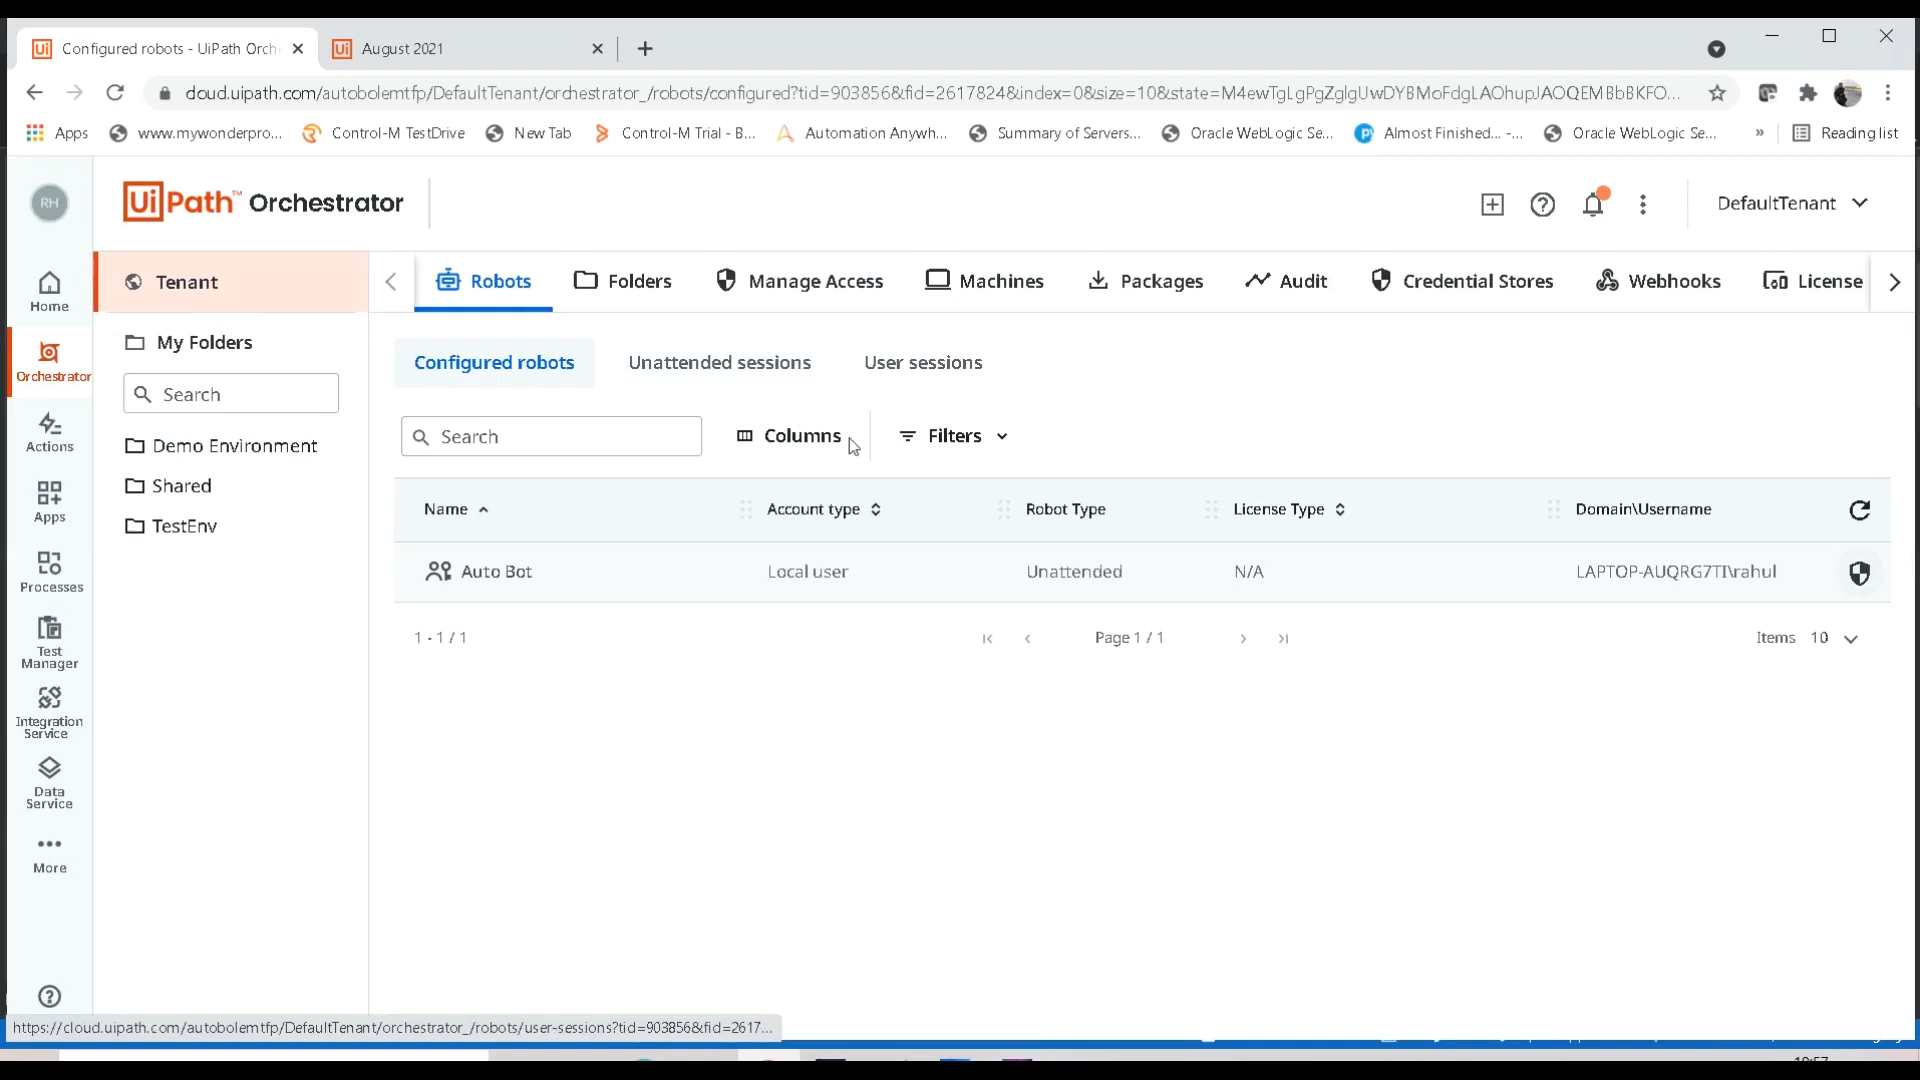 Configured robots - UiPath Orch
August 2021
cloud.uipath.com/autobolemtfp/DefaultTenant/orchestrator_/robots/configured?tid=903856&fid=2617824&index=0&size=10&state=M4ewTgLgPgZglgUwDYBMoFdgLAOhupJAOQEMBbBKFO...
Apps
www.mywonderpro...
Control-M TestDrive
New Tab
Control-M Trial - B...
Automation Anywh...
Summary of Servers...
Oracle WebLogic Se...
Almost Finished... -...
Oracle WebLogic Se...
»
Reading list
RH
UiPath™ Orchestrator
DefaultTenant
Home
Orchestrator
Actions
Apps
Processes
Test
Manager
Integration
Service
Data
Service
More
Tenant
My Folders
Search
Demo Environment
Shared
TestEnv
Robots
Folders
Manage Access
Machines
Packages
Audit
Credential Stores
Webhooks
License
Configured robots
Unattended sessions
User sessions
Search
Columns
Filters
Name
Account type
Robot Type
License Type
Domain\Username
Auto Bot
Local user
Unattended
N/A
LAPTOP-AUQRG7TI\rahul
1 - 1 / 1
Page 1 / 1
Items 10
https://cloud.uipath.com/autobolemtfp/DefaultTenant/orchestrator_/robots/user-sessions?tid=903856&fid=2617...